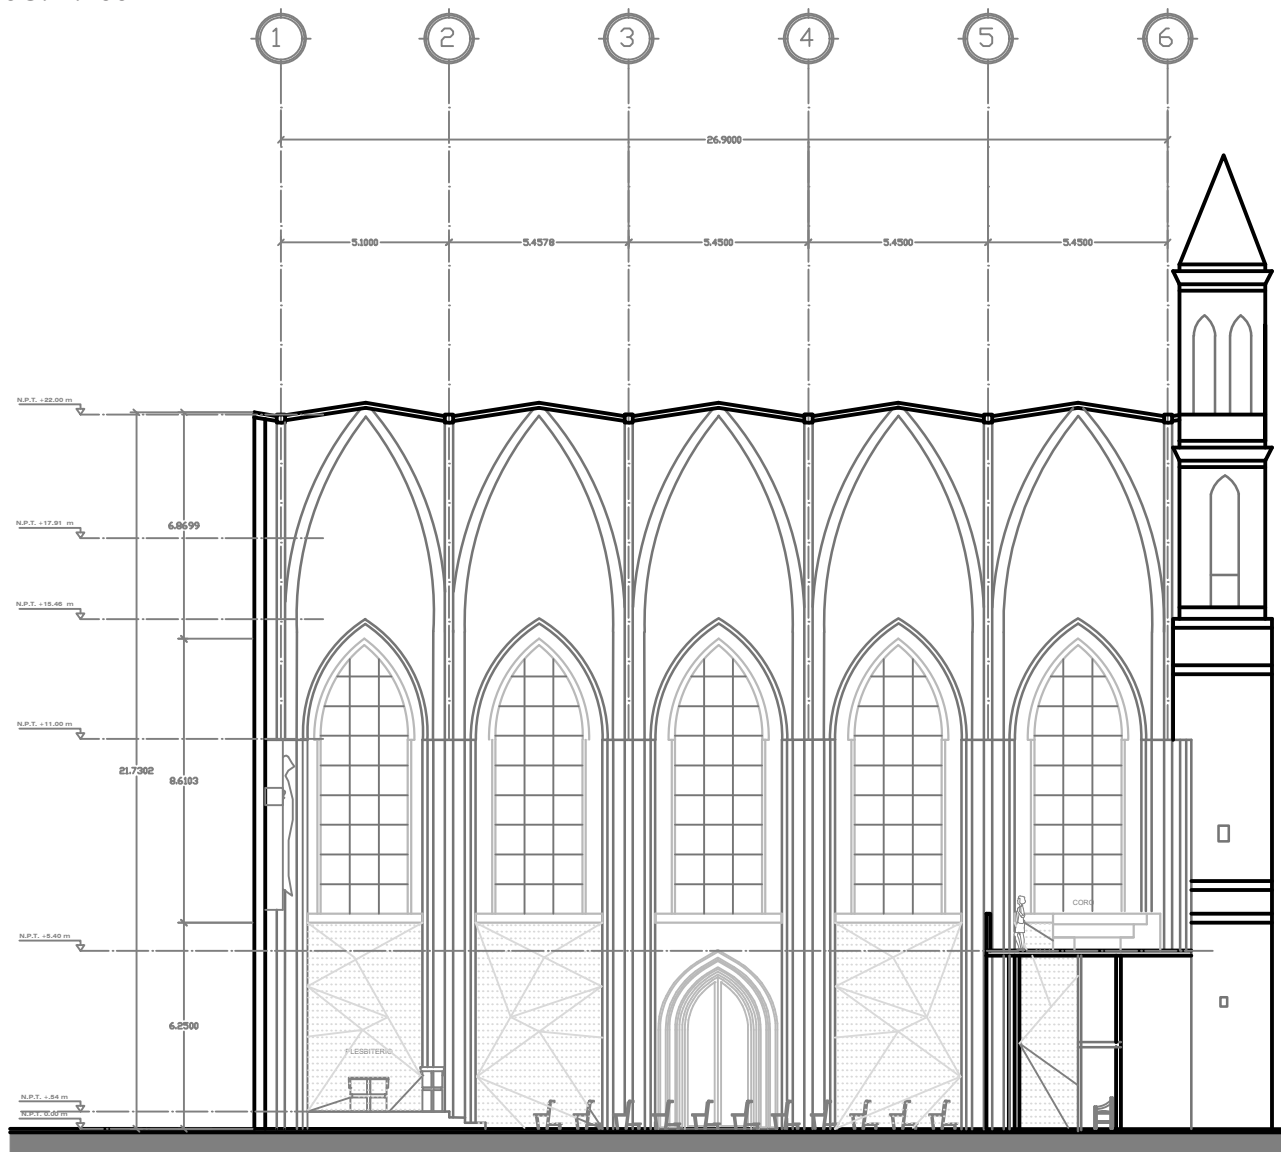 1 2 3 4 5 6
26.9000
5.1000 5.4578 5.4500 5.4500 5.4500
N.P.T. +22.00 m
N.P.T. +17.91 m
6.8699
N.P.T. +15.46 m
N.P.T. +11.00 m
21.7302
8.6103
CORO
N.P.T. +5.40 m
6.2500
PLESBITERIO
N.P.T. +.54 m
N.P.T. 0.00 m